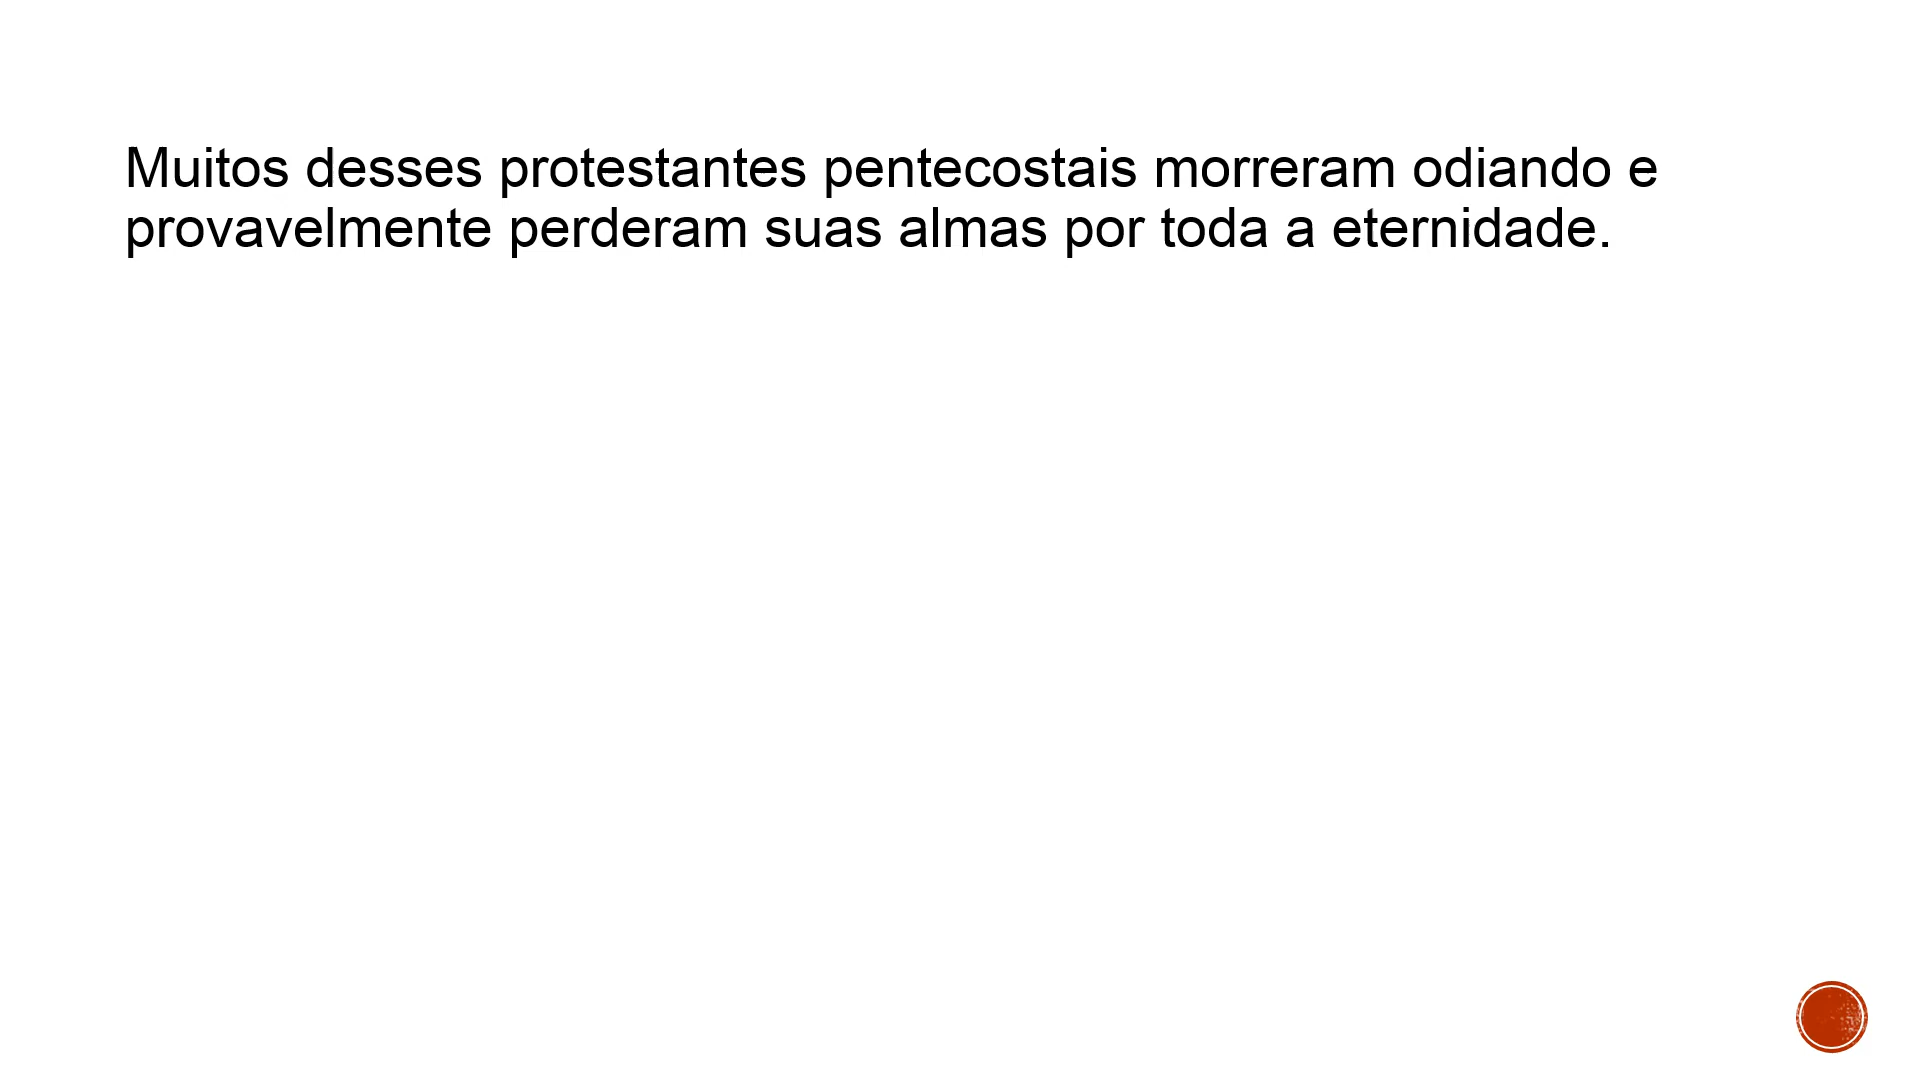 Muitos desses protestantes pentecostais morreram odiando e
provavelmente perderam suas almas por toda a eternidade.